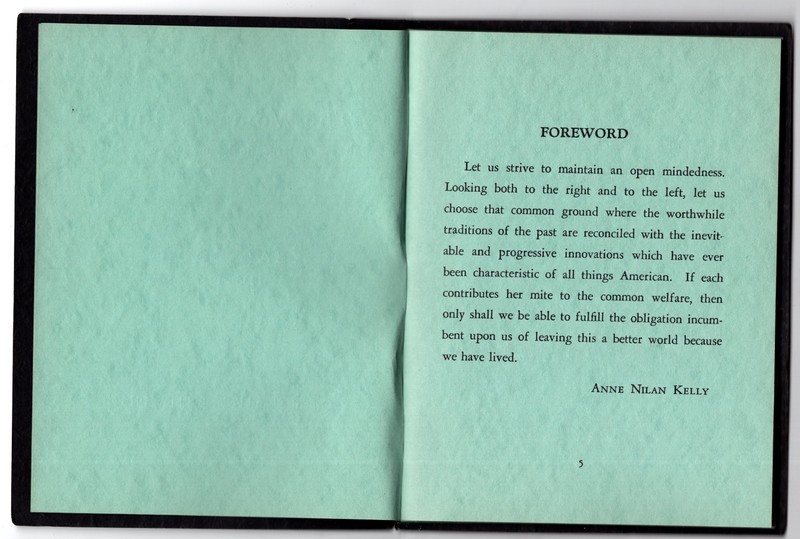 FOREWORD
Let us strive to maintain an open mindedness.
Looking both to the right and to the left, let us
choose that common ground where the worthwhile
traditions of the past are reconciled with the inevit-
able and progressive innovations which have ever
been characteristic of all things American. If each
contributes her mite to the common welfare, then
only shall we be able to fulfill the obligation incum-
bent upon us of leaving this a better world because
we have lived.
ANNE NILAN KELLY
5